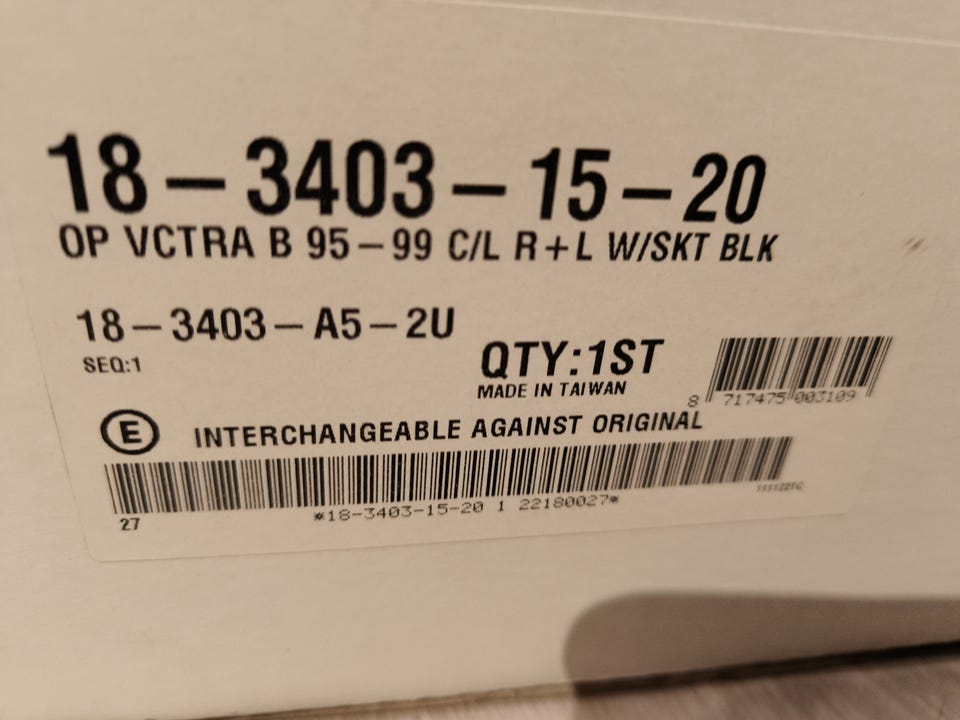 18-3403-15-20
OP VCTRA B 95-99 C/L R+L W/SKT BLK
18-3403-A5-2U
SEQ:1
QTY:1ST
MADE IN TAIWAN
8 717475 003109
E INTERCHANGEABLE AGAINST ORIGINAL
*18-3403-15-20 1 22180027*
27